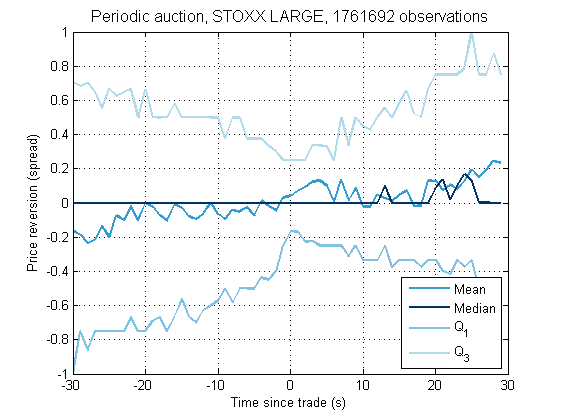 Periodic auction, STOXX LARGE, 1761692 observations
Price reversion (spread)
1
0.8
0.6
0.4
0.2
0
-0.2
-0.4
-0.6
-0.8
-1
-30 -20 -10 0 10 20 30
Time since trade (s)
Mean
Median
Q1
Q3